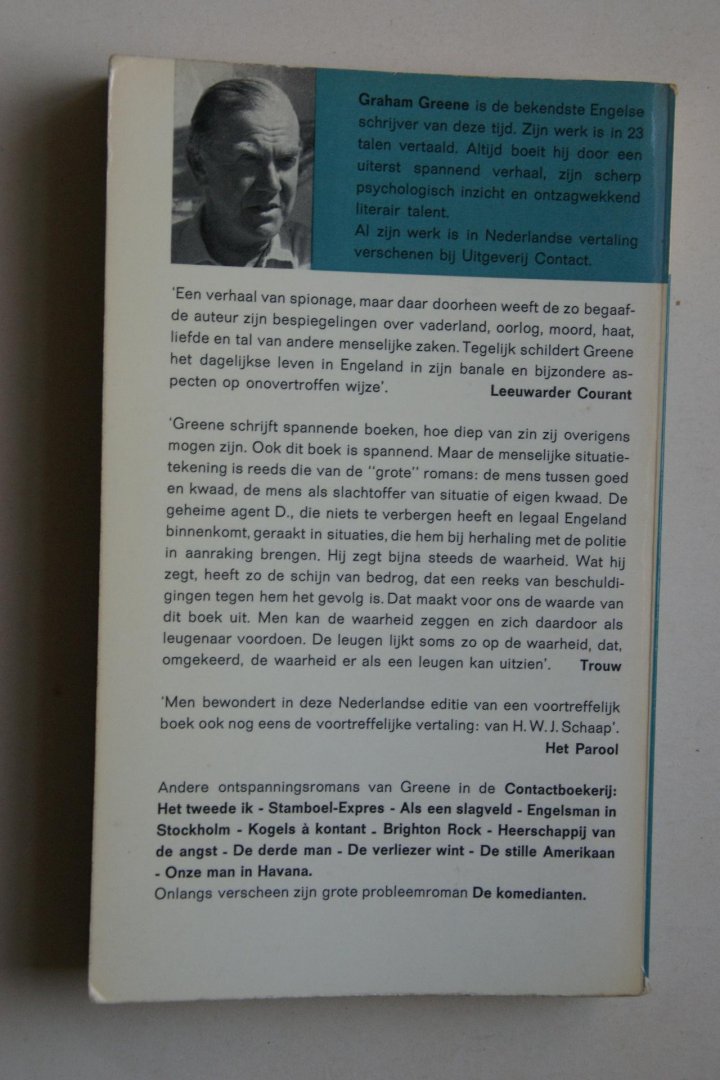 Graham Greene is de bekendste Engelse
schrijver van deze tijd. Zijn werk is in 23
talen vertaald. Altijd boeit hij door een
uiterst spannend verhaal, zijn scherp
psychologisch inzicht en ontzagwekkend
literair talent.
Al zijn werk is in Nederlandse vertaling
verschenen bij Uitgeverij Contact.
'Een verhaal van spionage, maar daar doorheen weeft de zo begaaf-
de auteur zijn bespiegelingen over vaderland, oorlog, moord, haat,
liefde en tal van andere menselijke zaken. Tegelijk schildert Greene
het dagelijkse leven in Engeland in zijn banale en bijzondere as-
pecten op onovertroffen wijze'. Leeuwarder Courant
'Greene schrijft spannende boeken, hoe diep van zin zij overigens
mogen zijn. Ook dit boek is spannend. Maar de menselijke situatie-
tekening is reeds die van de "grote" romans: de mens tussen goed
en kwaad, de mens als slachtoffer van situatie of eigen kwaad. De
geheime agent D., die niets te verbergen heeft en legaal Engeland
binnenkomt, geraakt in situaties, die hem bij herhaling met de politie
in aanraking brengen. Hij zegt bijna steeds de waarheid. Wat hij
zegt, heeft zo de schijn van bedrog, dat een reeks van beschuldi-
gingen tegen hem het gevolg is. Dat maakt voor ons de waarde van
dit boek uit. Men kan de waarheid zeggen en zich daardoor als
leugenaar voordoen. De leugen lijkt soms zo op de waarheid, dat,
omgekeerd, de waarheid er als een leugen kan uitzien'. Trouw
'Men bewondert in deze Nederlandse editie van een voortreffelijk
boek ook nog eens de voortreffelijke vertaling: van H. W. J. Schaap'.
Het Parool
Andere ontspanningsromans van Greene in de Contactboekerij:
Het tweede ik - Stamboel-Expres - Als een slagveld - Engelsman in
Stockholm - Kogels à kontant - Brighton Rock - Heerschappij van
de angst - De derde man - De verliezer wint - De stille Amerikaan
- Onze man in Havana.
Onlangs verscheen zijn grote probleemroman De komedianten.